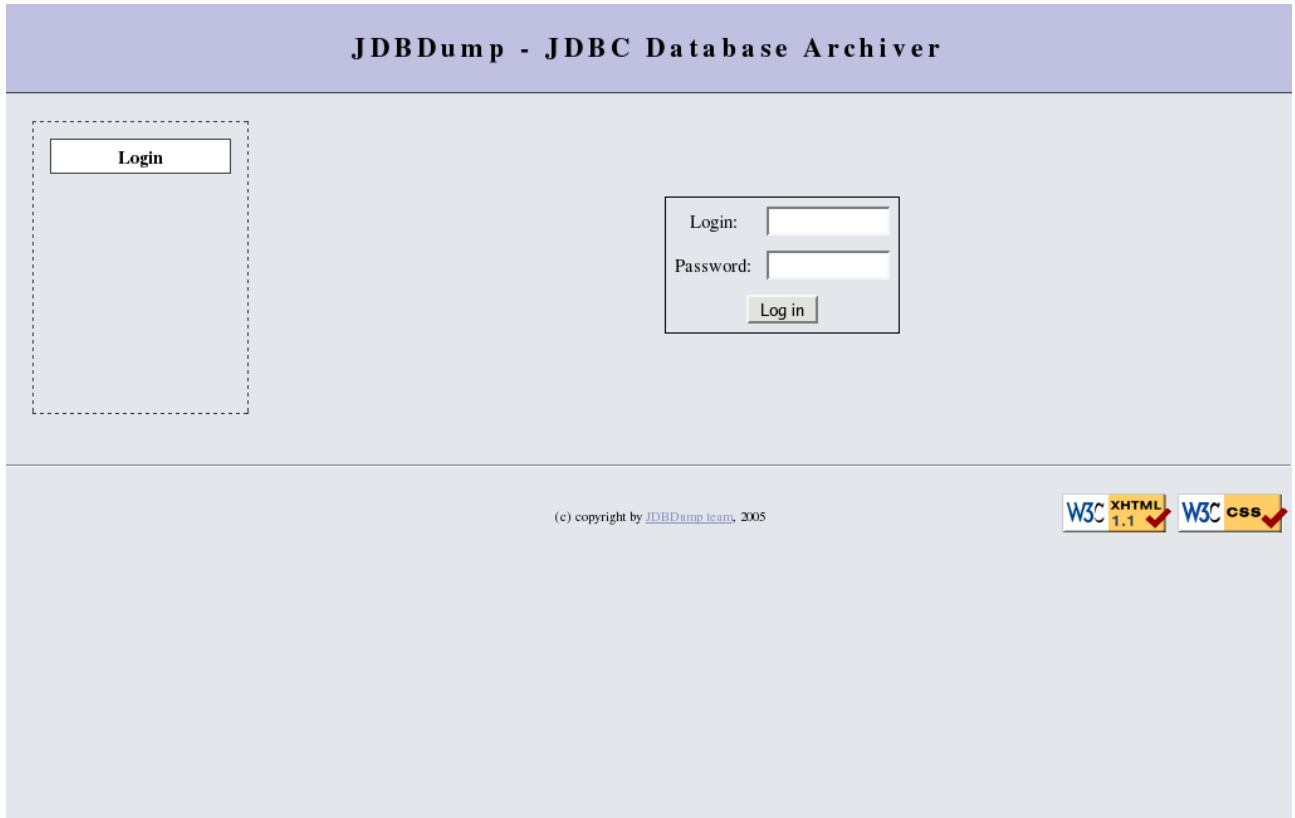 JDBDump - JDBC Database Archiver
Login
Login:
Password:
Log in
(c) copyright by JDBDump team, 2005
W3C XHTML 1.1
W3C css